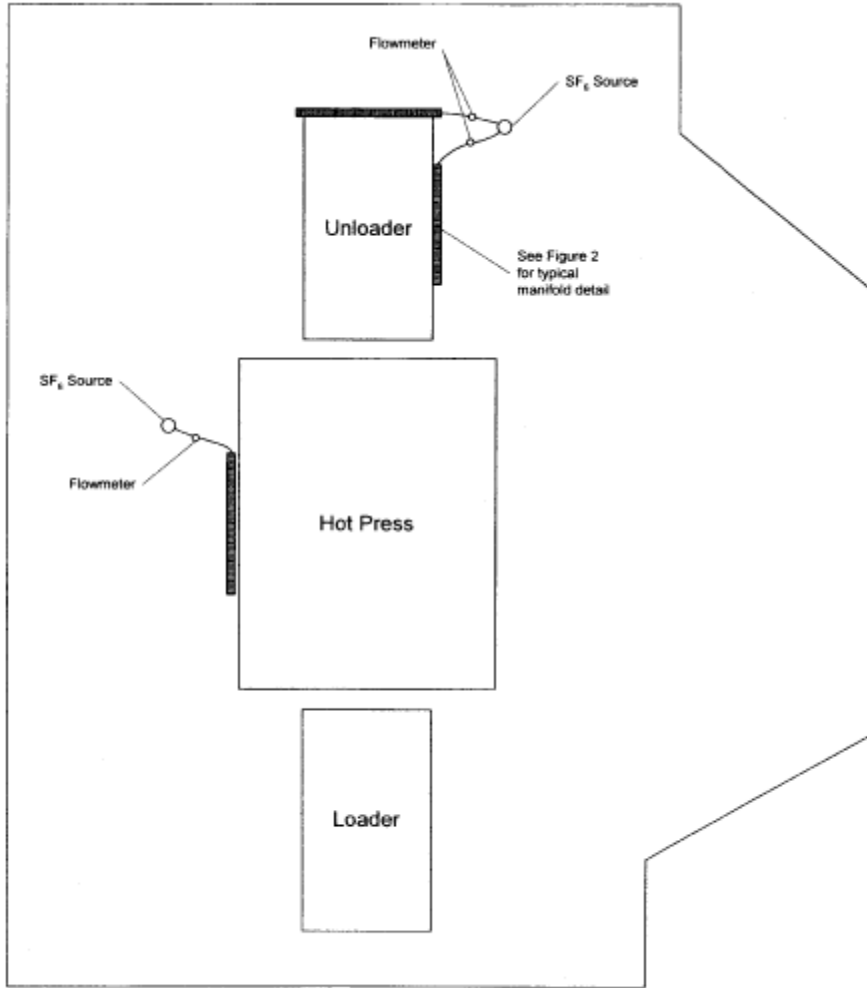 Flowmeter
SF₆ Source
Unloader
See Figure 2
for typical
manifold detail
SF₆ Source
Flowmeter
Hot Press
Loader